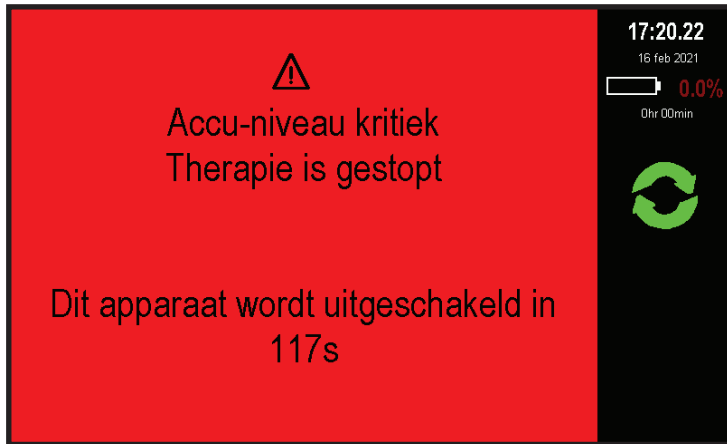 Accu-niveau kritiek
Therapie is gestopt
Dit apparaat wordt uitgeschakeld in
117s
17:20.22
16 feb 2021
0.0%
0hr 00min